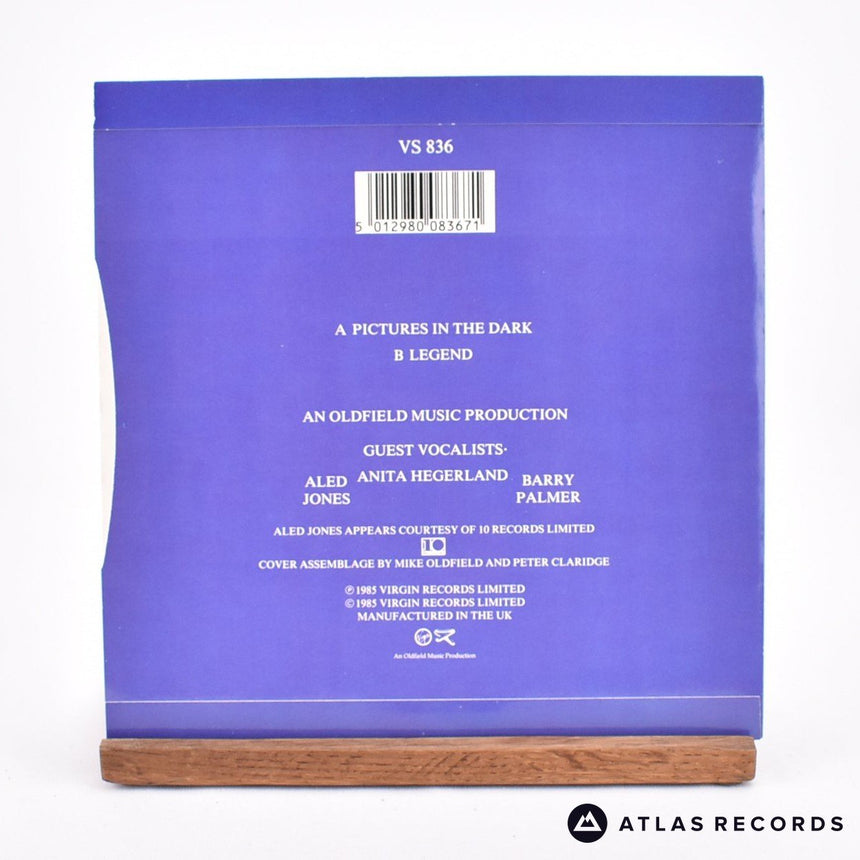 VS 836
5 012980 083671
A PICTURES IN THE DARK
B LEGEND
AN OLDFIELD MUSIC PRODUCTION
GUEST VOCALISTS·
ALED JONES
ANITA HEGERLAND
BARRY PALMER
ALED JONES APPEARS COURTESY OF 10 RECORDS LIMITED
10
COVER ASSEMBLAGE BY MIKE OLDFIELD AND PETER CLARIDGE
℗ 1985 VIRGIN RECORDS LIMITED
© 1985 VIRGIN RECORDS LIMITED
MANUFACTURED IN THE UK
An Oldfield Music Production
ATLAS RECORDS